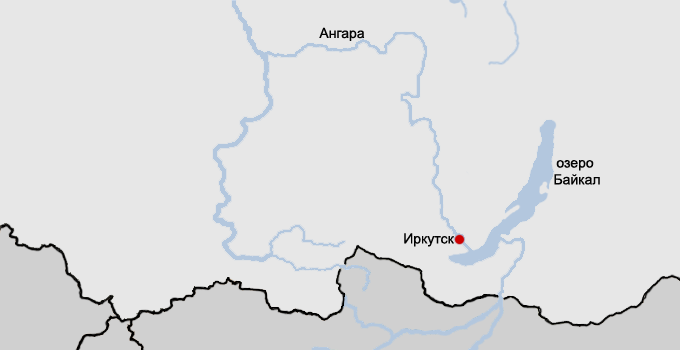 Ангара
озеро
Байкал
Иркутск